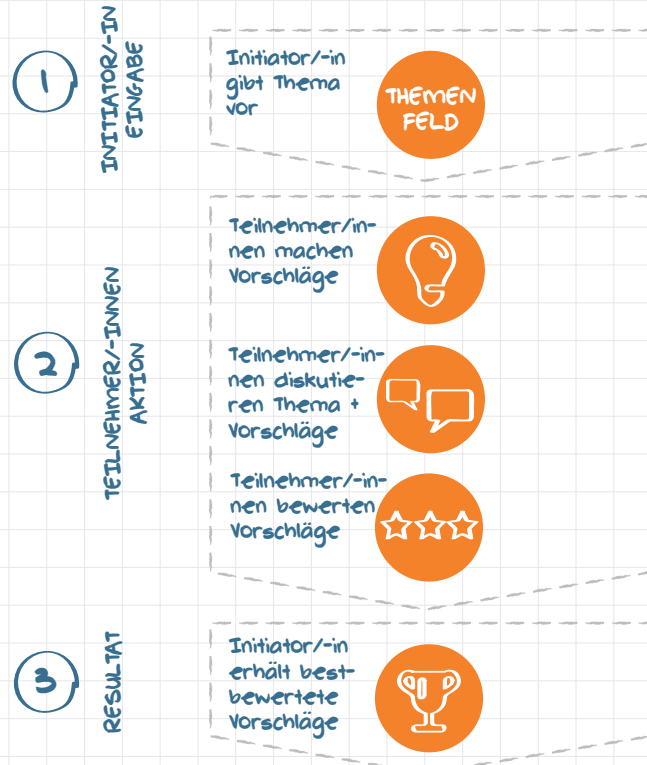 1
INITIATOR/-IN
EINGABE
Initiator/-in
gibt Thema
vor
THEMEN
FELD
2
TEILNEHMER/-INNEN
AKTION
Teilnehmer/in-
nen machen
Vorschläge
Teilnehmer/-in-
nen diskutie-
ren Thema +
Vorschläge
Teilnehmer/-in-
nen bewerten
Vorschläge
3
RESULTAT
Initiator/-in
erhält best-
bewertete
Vorschläge